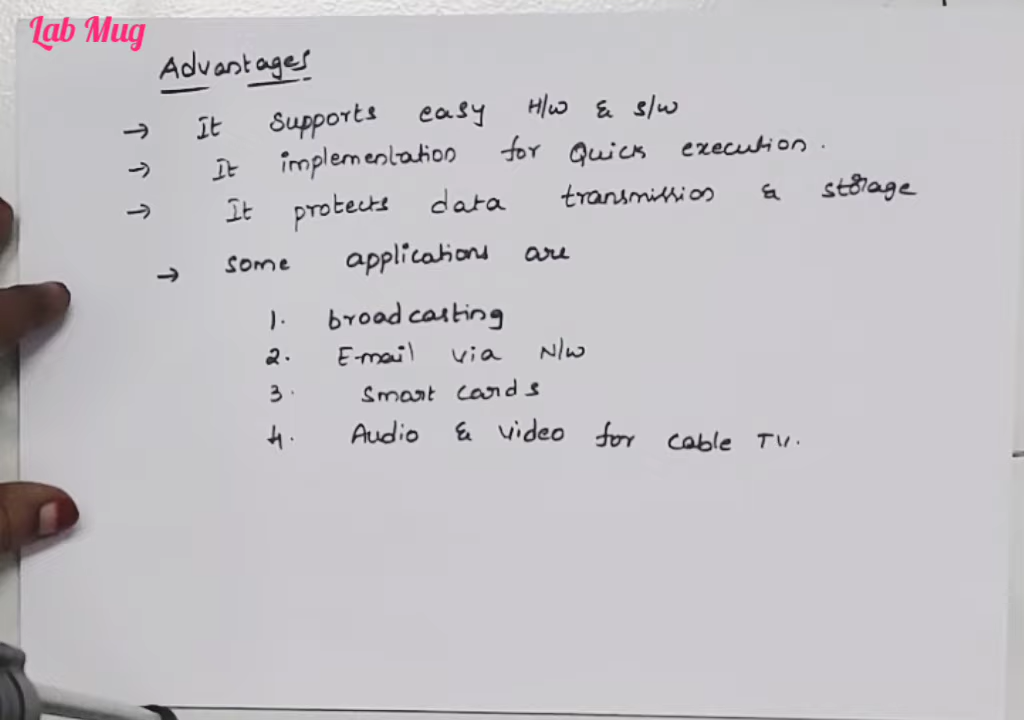 Lab Mug
Advantages
→ It supports easy H/W & S/W
→ It implementation for Quick execution.
→ It protects data transmission & storage
→ some applications are
1. broadcasting
2. E-mail via N/W
3. Smart cards
4. Audio & video for cable TV.